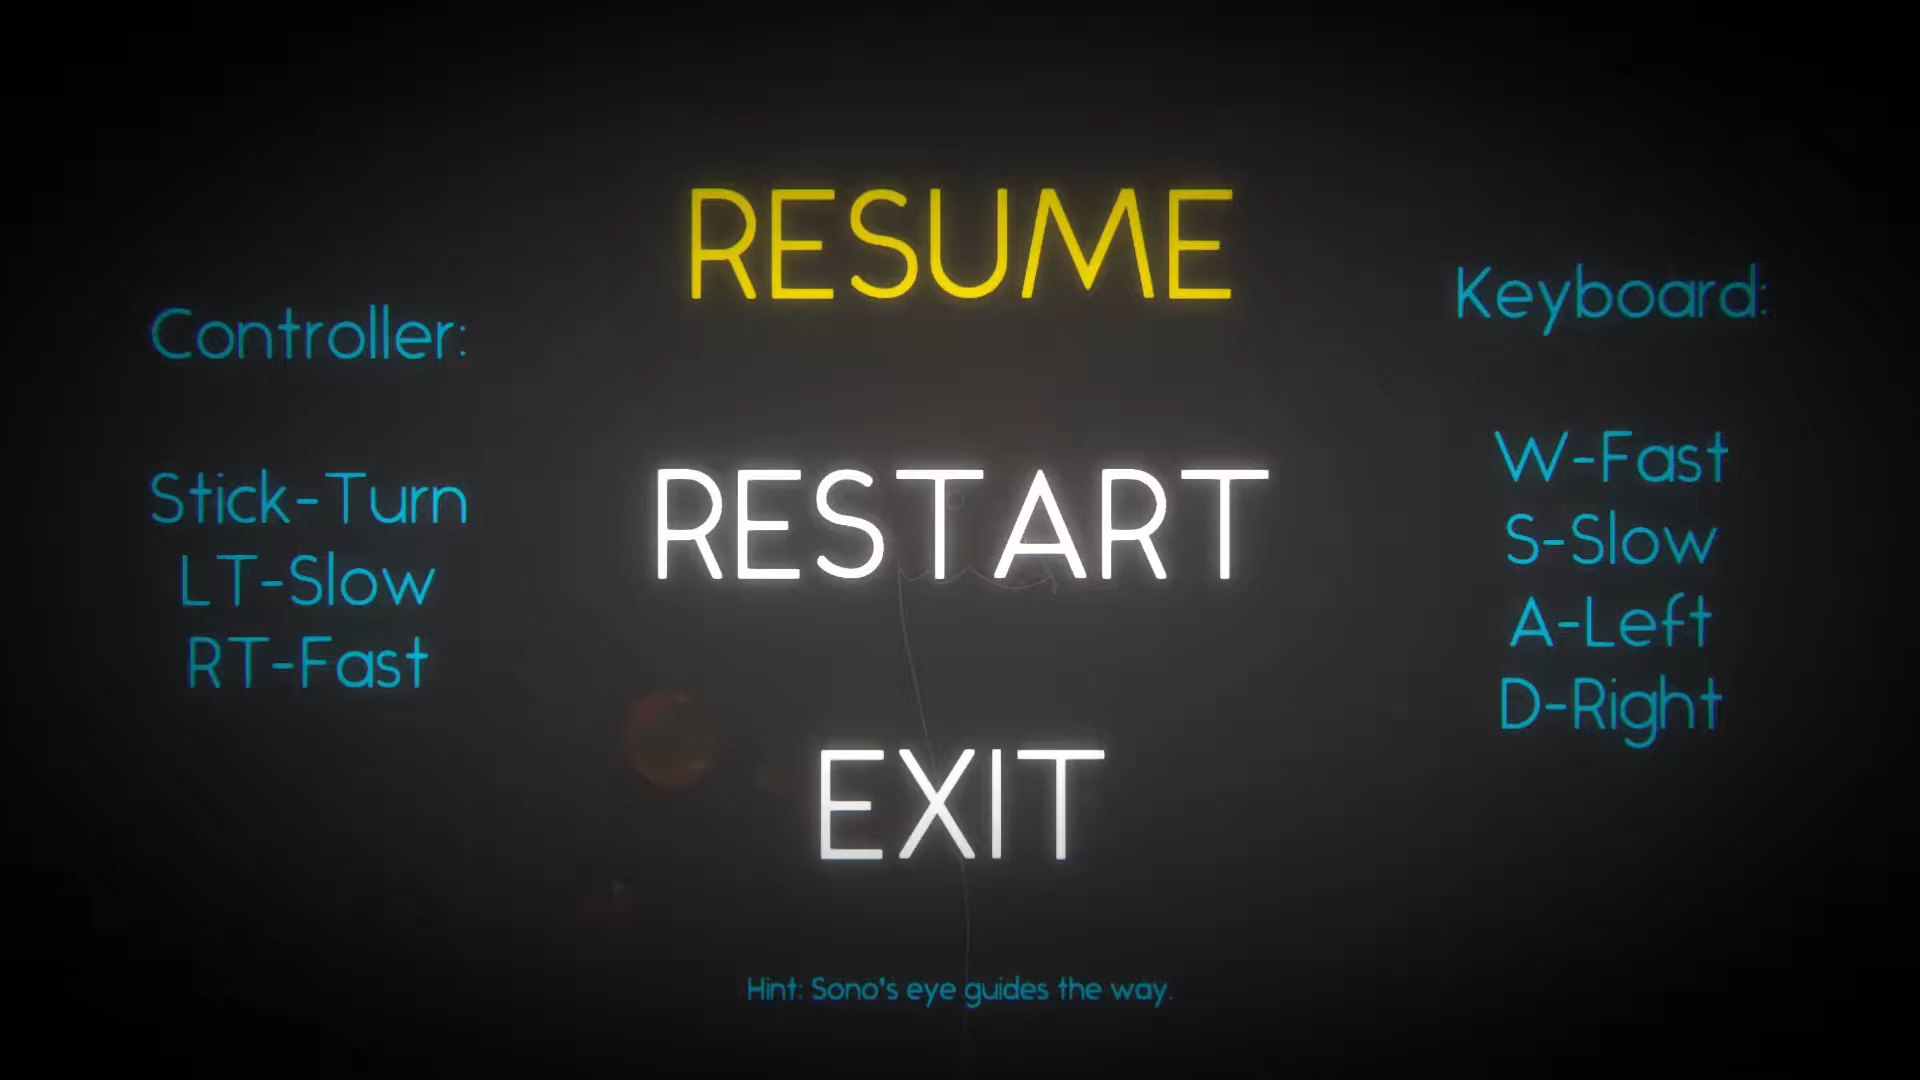 RESUME
RESTART
EXIT
Controller:
Stick-Turn
LT-Slow
RT-Fast
Keyboard:
W-Fast
S-Slow
A-Left
D-Right
Hint: Sono's eye guides the way.